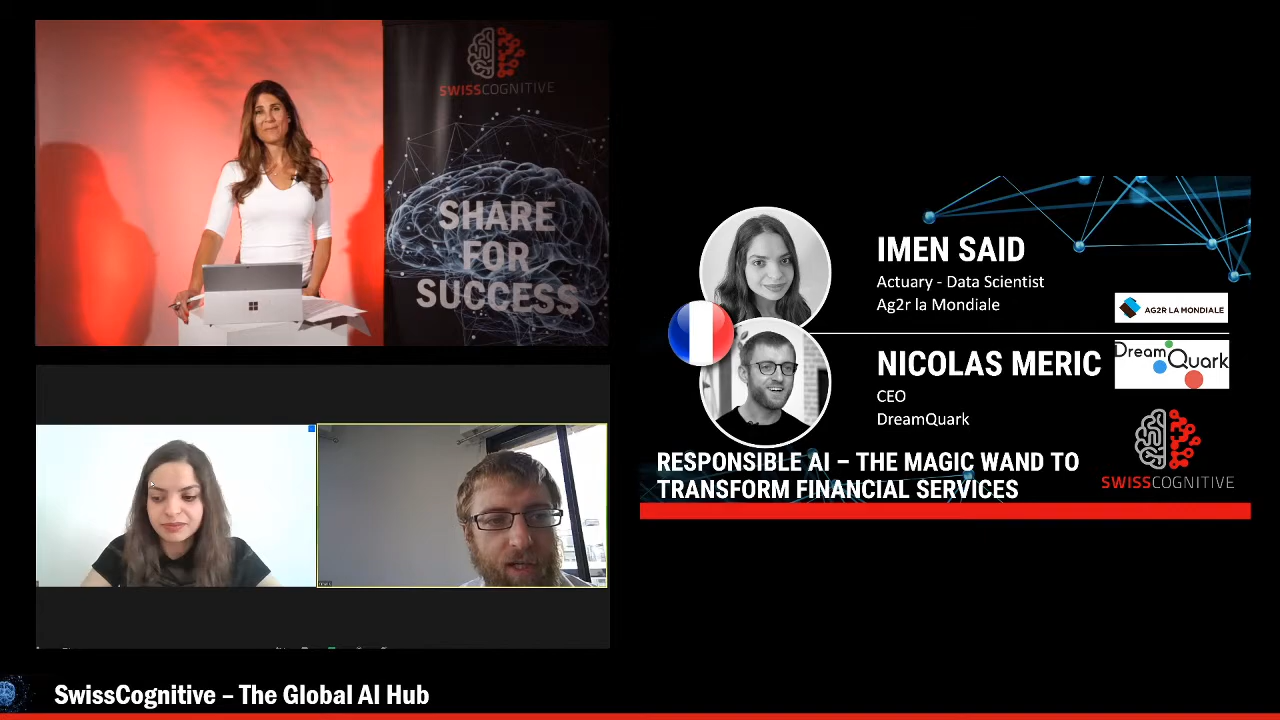 SWISSCOGNITIVE
SHARE
FOR
SUCCESS
IMEN SAID
Actuary - Data Scientist
Ag2r la Mondiale
AG2R LA MONDIALE
NICOLAS MERIC
CEO
DreamQuark
DreamQuark
RESPONSIBLE AI – THE MAGIC WAND TO
TRANSFORM FINANCIAL SERVICES
SWISSCOGNITIVE
SwissCognitive – The Global AI Hub